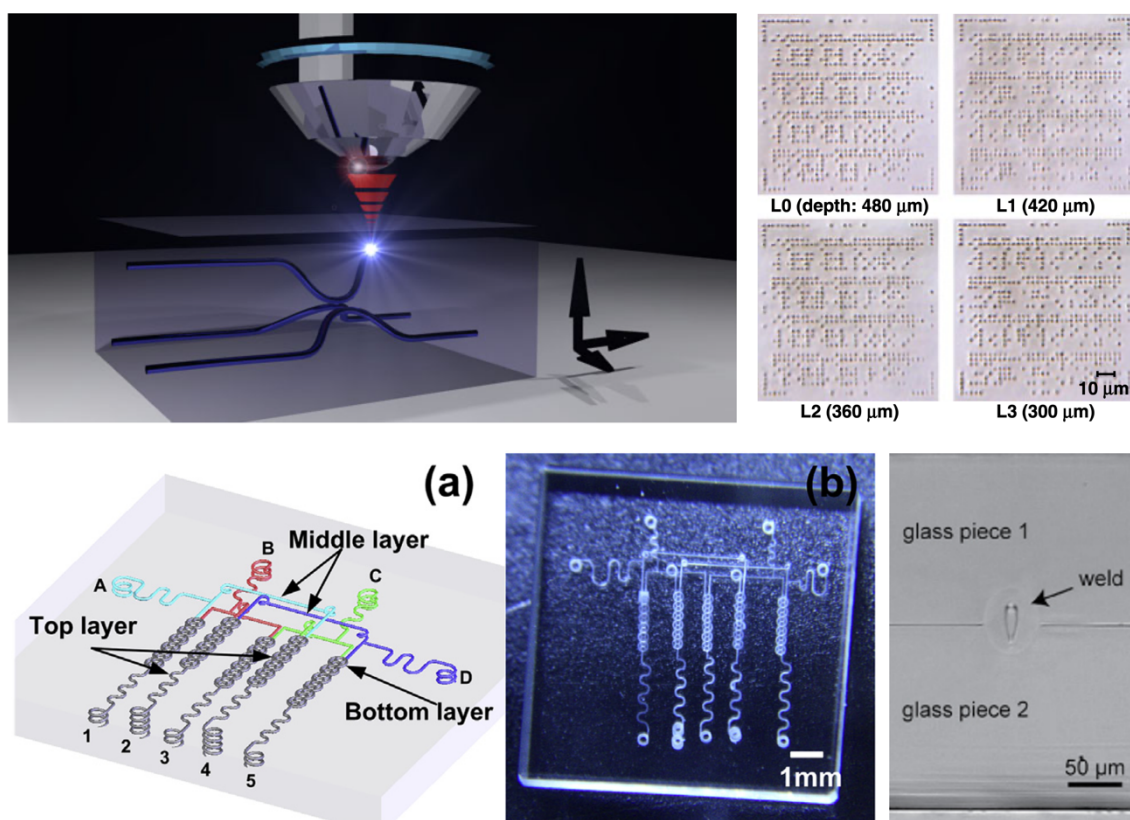 L0 (depth: 480 μm)
L1 (420 μm)
L2 (360 μm)
10 μm
L3 (300 μm)
(a)
B
Middle layer
A
C
Top layer
D
Bottom layer
1
2
3
4
5
(b)
1mm
glass piece 1
weld
glass piece 2
50 μm